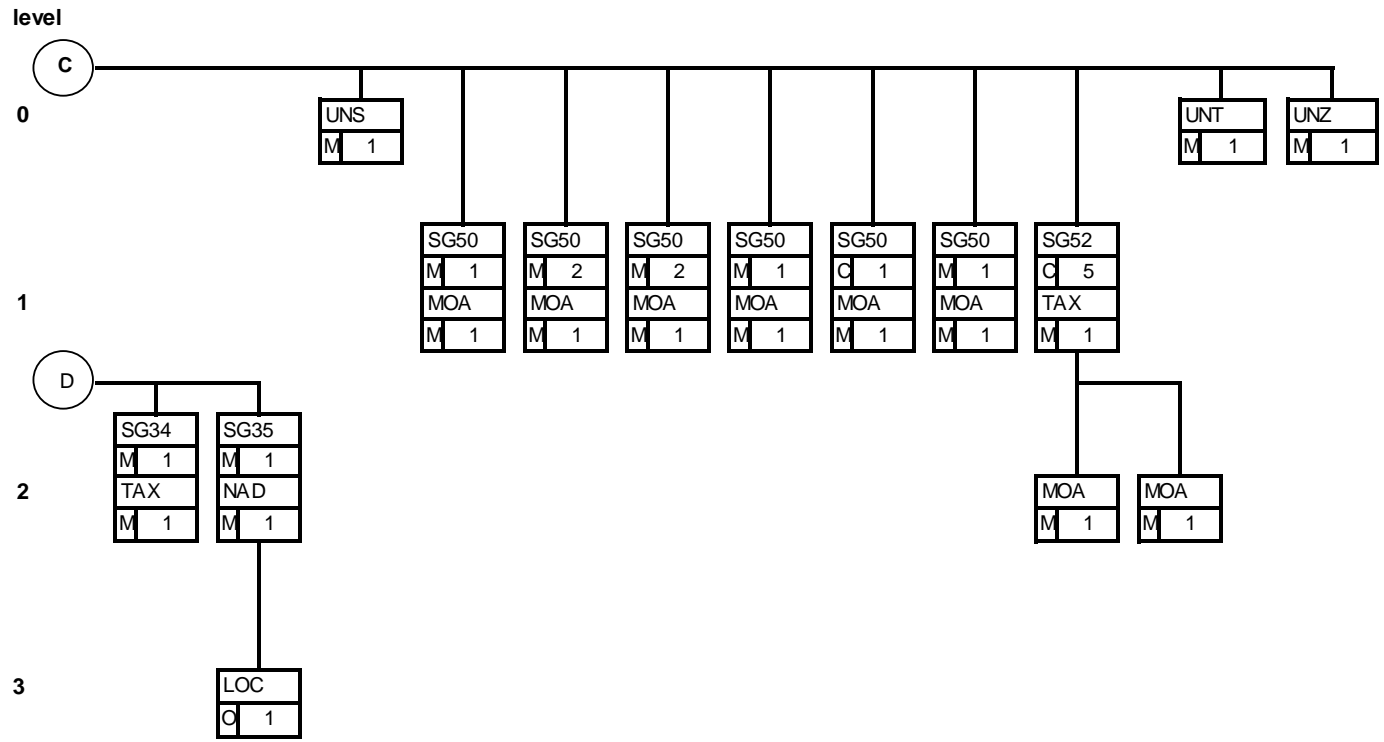 level
C
0
UNS UNT UNZ
M 1 M 1 M 1
SG50 SG50 SG50 SG50 SG50 SG50 SG52
M 1 M 2 M 2 M 1 C 1 M 1 C 5
1
MOA MOA MOA MOA MOA MOA TAX
M 1 M 1 M 1 M 1 M 1 M 1 M 1
D
SG34 SG35
M 1 M 1
2
TAX NAD MOA MOA
M 1 M 1 M 1 M 1
3
LOC
O 1